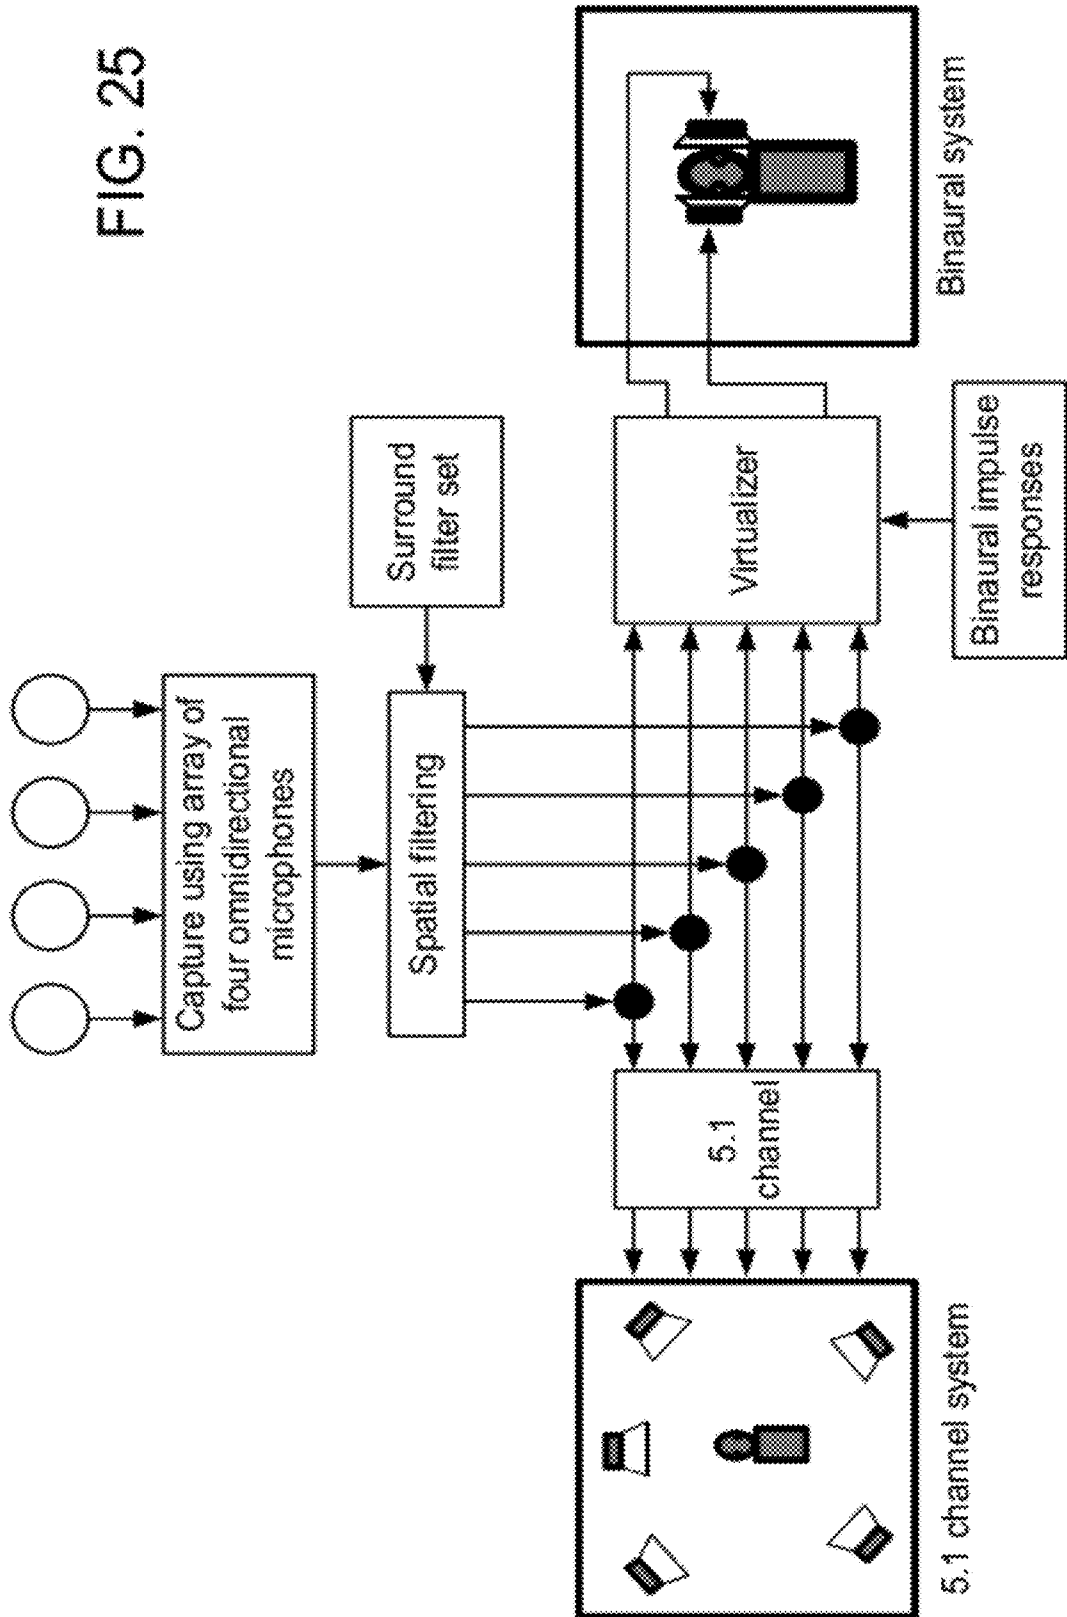 FIG. 25
Capture using array of
four omnidirectional
microphones
Surround
filter set
Spatial filtering
5.1
channel
Virtualizer
Binaural impulse
responses
5.1 channel system
Binaural system